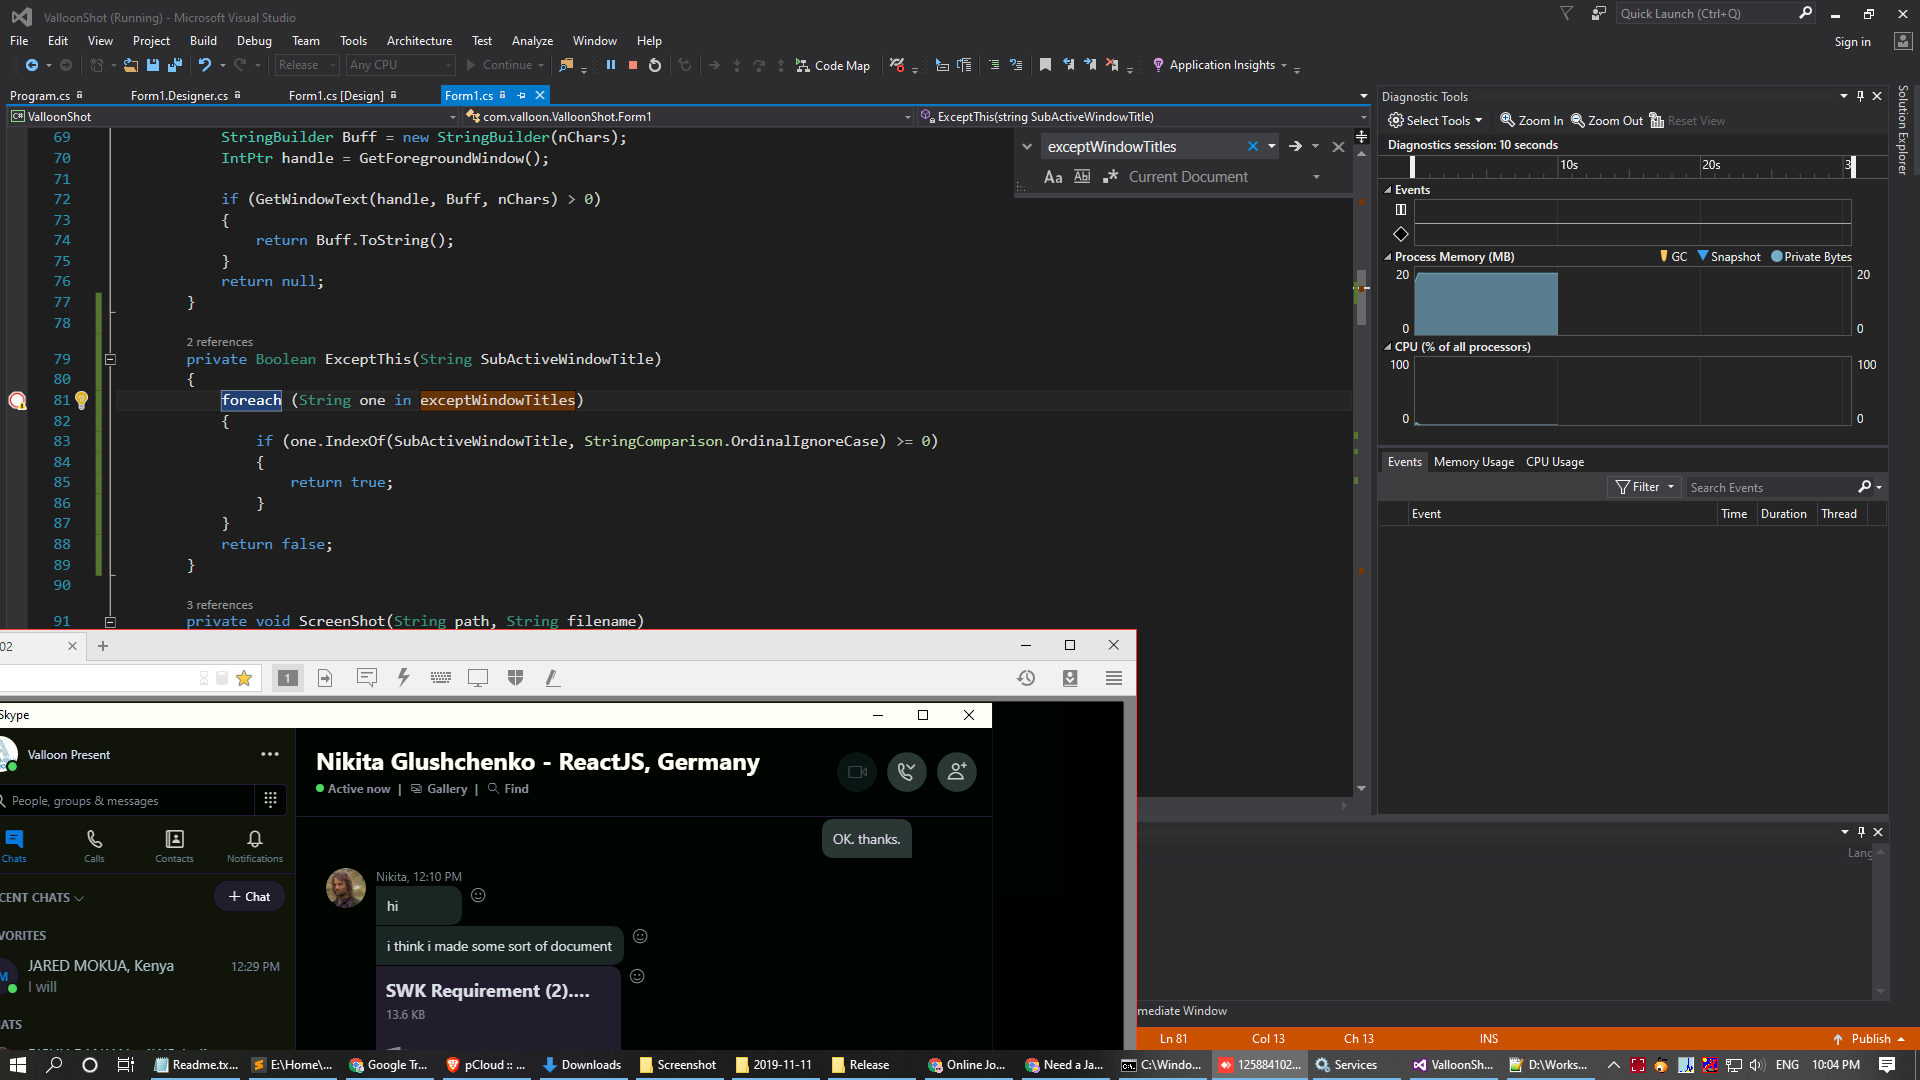 ValloonShot (Running) - Microsoft Visual Studio
Quick Launch (Ctrl+Q)
File Edit View Project Build Debug Team Tools Architecture Test Analyze Window Help
Sign in
Release Any CPU Continue Code Map Application Insights
Program.cs Form1.Designer.cs Form1.cs [Design] Form1.cs
ValloonShot com.valloon.ValloonShot.Form1 ExceptThis(string SubActiveWindowTitle)
exceptWindowTitles
Aa Abl Current Document
69 StringBuilder Buff = new StringBuilder(nChars);
70 IntPtr handle = GetForegroundWindow();
71
72 if (GetWindowText(handle, Buff, nChars) > 0)
73 {
74 return Buff.ToString();
75 }
76 return null;
77 }
78
2 references
79 private Boolean ExceptThis(String SubActiveWindowTitle)
80 {
81 foreach (String one in exceptWindowTitles)
82 {
83 if (one.IndexOf(SubActiveWindowTitle, StringComparison.OrdinalIgnoreCase) >= 0)
84 {
85 return true;
86 }
87 }
88 return false;
89 }
90
3 references
91 private void ScreenShot(String path, String filename)
Diagnostic Tools
Select Tools Zoom In Zoom Out Reset View
Diagnostics session: 10 seconds
10s 20s 3
Events
Process Memory (MB) GC Snapshot Private Bytes
20 20
0 0
CPU (% of all processors)
100 100
0 0
Events Memory Usage CPU Usage
Filter Search Events
Event Time Duration Thread
Solution Explorer
02
1
Skype
Valloon Present
People, groups & messages
Chats Calls Contacts Notifications
CENT CHATS
Chat
VORITES
M
JARED MOKUA, Kenya 12:29 PM
I will
ATS
Nikita Glushchenko - ReactJS, Germany
Active now | Gallery | Find
OK. thanks.
Nikita, 12:10 PM
hi
i think i made some sort of document
SWK Requirement (2)....
13.6 KB
Lang
mediate Window
Ln 81 Col 13 Ch 13 INS Publish
Readme.tx... E:\Home\... Google Tr... pCloud :: ... Downloads Screenshot 2019-11-11 Release Online Jo... Need a Ja... C:\Windo... 125884102... Services ValloonSh... D:\Works... ENG 10:04 PM